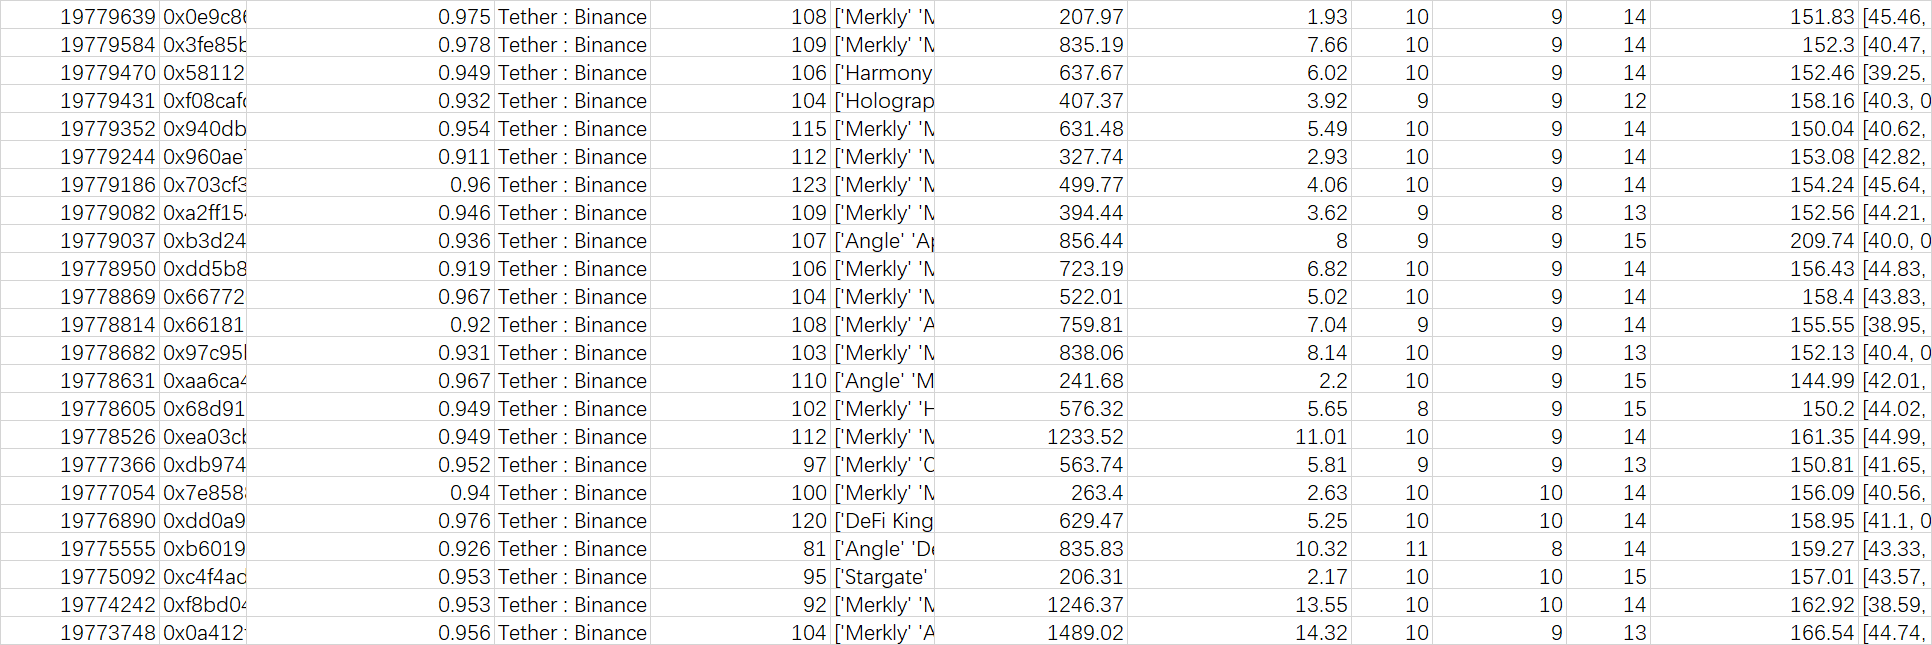 19779639 0x0e9c86 0.975 Tether : Binance 108 ['Merkly' 'M 207.97 1.93 10 9 14 151.83 [45.46,
19779584 0x3fe85b 0.978 Tether : Binance 109 ['Merkly' 'M 835.19 7.66 10 9 14 152.3 [40.47,
19779470 0x58112 0.949 Tether : Binance 106 ['Harmony 637.67 6.02 10 9 14 152.46 [39.25,
19779431 0xf08cafc 0.932 Tether : Binance 104 ['Holograp 407.37 3.92 9 9 12 158.16 [40.3, 0
19779352 0x940db 0.954 Tether : Binance 115 ['Merkly' 'M 631.48 5.49 10 9 14 150.04 [40.62,
19779244 0x960ae7 0.911 Tether : Binance 112 ['Merkly' 'M 327.74 2.93 10 9 14 153.08 [42.82,
19779186 0x703cf3 0.96 Tether : Binance 123 ['Merkly' 'M 499.77 4.06 10 9 14 154.24 [45.64,
19779082 0xa2ff154 0.946 Tether : Binance 109 ['Merkly' 'M 394.44 3.62 9 8 13 152.56 [44.21,
19779037 0xb3d24 0.936 Tether : Binance 107 ['Angle' 'Ap 856.44 8 9 9 15 209.74 [40.0, 0
19778950 0xdd5b8 0.919 Tether : Binance 106 ['Merkly' 'M 723.19 6.82 10 9 14 156.43 [44.83,
19778869 0x66772 0.967 Tether : Binance 104 ['Merkly' 'M 522.01 5.02 10 9 14 158.4 [43.83,
19778814 0x66181 0.92 Tether : Binance 108 ['Merkly' 'A 759.81 7.04 9 9 14 155.55 [38.95,
19778682 0x97c95b 0.931 Tether : Binance 103 ['Merkly' 'M 838.06 8.14 10 9 13 152.13 [40.4, 0
19778631 0xaa6ca4 0.967 Tether : Binance 110 ['Angle' 'M 241.68 2.2 10 9 15 144.99 [42.01,
19778605 0x68d91 0.949 Tether : Binance 102 ['Merkly' 'H 576.32 5.65 8 9 15 150.2 [44.02,
19778526 0xea03cb 0.949 Tether : Binance 112 ['Merkly' 'M 1233.52 11.01 10 9 14 161.35 [44.99,
19777366 0xdb974 0.952 Tether : Binance 97 ['Merkly' 'C 563.74 5.81 9 9 13 150.81 [41.65,
19777054 0x7e858 0.94 Tether : Binance 100 ['Merkly' 'M 263.4 2.63 10 10 14 156.09 [40.56,
19776890 0xdd0a9 0.976 Tether : Binance 120 ['DeFi King 629.47 5.25 10 10 14 158.95 [41.1, 0
19775555 0xb6019 0.926 Tether : Binance 81 ['Angle' 'De 835.83 10.32 11 8 14 159.27 [43.33,
19775092 0xc4f4ad 0.953 Tether : Binance 95 ['Stargate' 206.31 2.17 10 10 15 157.01 [43.57,
19774242 0xf8bd04 0.953 Tether : Binance 92 ['Merkly' 'M 1246.37 13.55 10 10 14 162.92 [38.59,
19773748 0x0a412 0.956 Tether : Binance 104 ['Merkly' 'A 1489.02 14.32 10 9 13 166.54 [44.74,